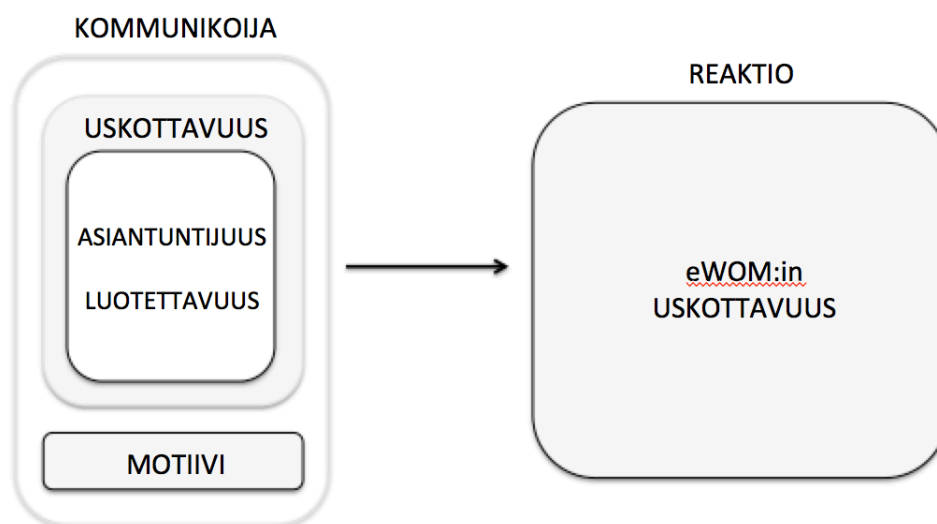 KOMMUNIKOIJA
USKOTTAVUUS
ASIANTUNTIJUUS
LUOTETTAVUUS
MOTIIVI
REAKTIO
eWOM:in
USKOTTAVUUS